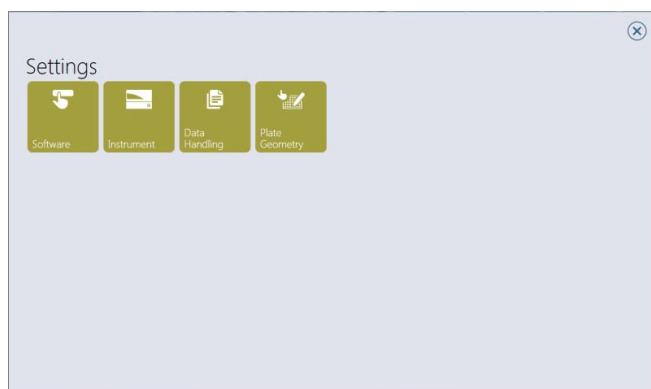 Settings
Software
Instrument
Data
Handling
Plate
Geometry